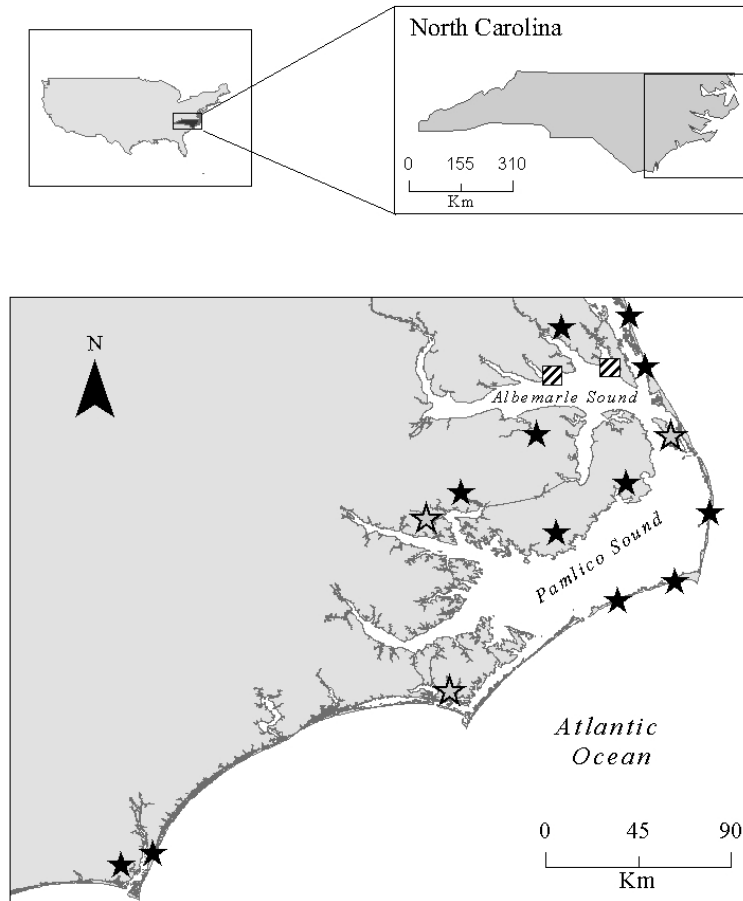 North Carolina
0 155 310
Km
N
Albemarle Sound
Pamlico Sound
Atlantic
Ocean
0 45 90
Km